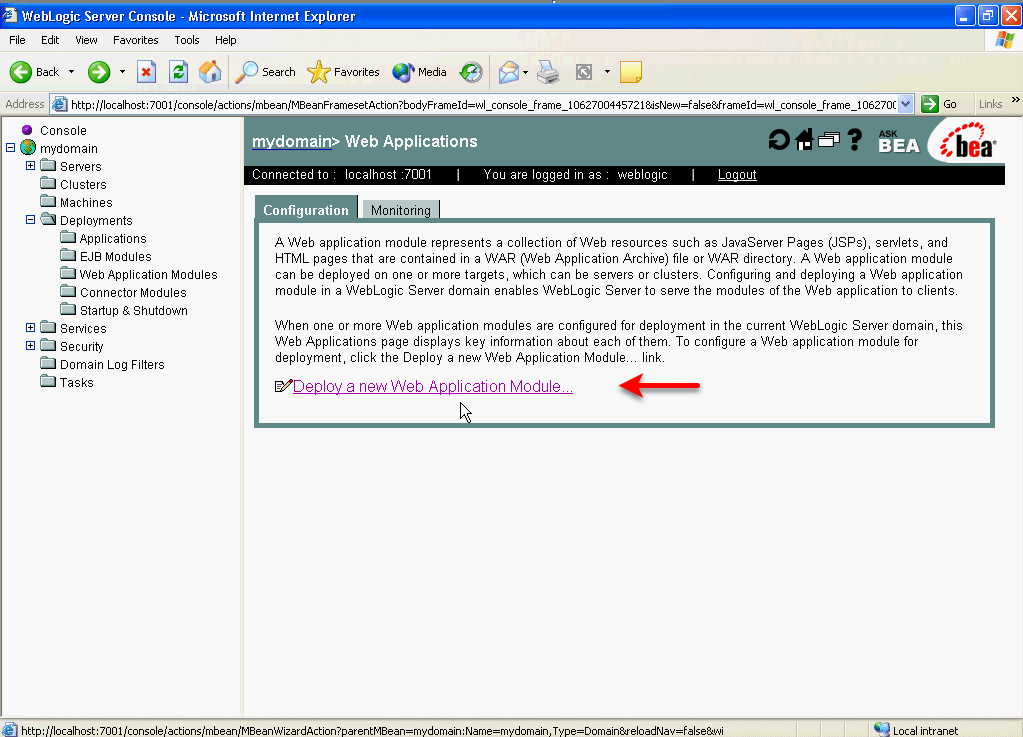 WebLogic Server Console - Microsoft Internet Explorer
File Edit View Favorites Tools Help
Back Search Favorites Media
Address http://localhost:7001/console/actions/mbean/MBeanFramesetAction?bodyFrameId=wl_console_frame_1062700445721&isNew=false&frameId=wl_console_frame_106270( Go Links »
Console
mydomain
Servers
Clusters
Machines
Deployments
Applications
EJB Modules
Web Application Modules
Connector Modules
Startup & Shutdown
Services
Security
Domain Log Filters
Tasks
mydomain> Web Applications
? ASK
BEA
bea
Connected to : localhost :7001 | You are logged in as : weblogic | Logout
Configuration Monitoring
A Web application module represents a collection of Web resources such as JavaServer Pages (JSPs), servlets, and
HTML pages that are contained in a WAR (Web Application Archive) file or WAR directory. A Web application module
can be deployed on one or more targets, which can be servers or clusters. Configuring and deploying a Web application
module in a WebLogic Server domain enables WebLogic Server to serve the modules of the Web application to clients.
When one or more Web application modules are configured for deployment in the current WebLogic Server domain, this
Web Applications page displays key information about each of them. To configure a Web application module for
deployment, click the Deploy a new Web Application Module... link.
Deploy a new Web Application Module...
http://localhost:7001/console/actions/mbean/MBeanWizardAction?parentMBean=mydomain:Name=mydomain,Type=Domain&reloadNav=false&wi Local intranet